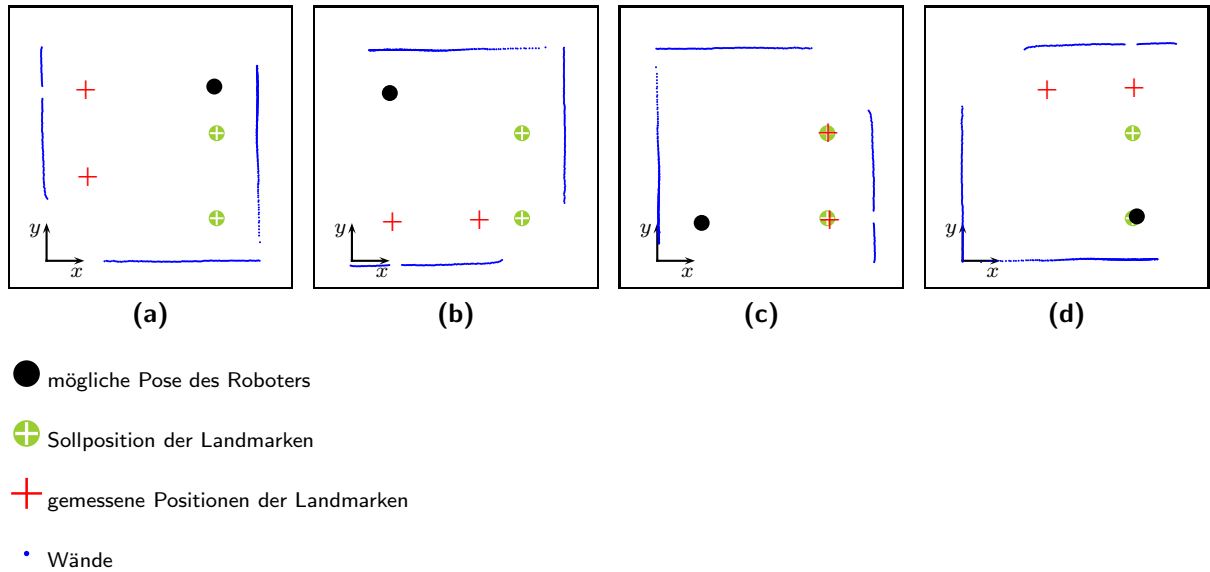 y x y x y x y x
(a) (b) (c) (d)
mögliche Pose des Roboters
Sollposition der Landmarken
gemessene Positionen der Landmarken
Wände